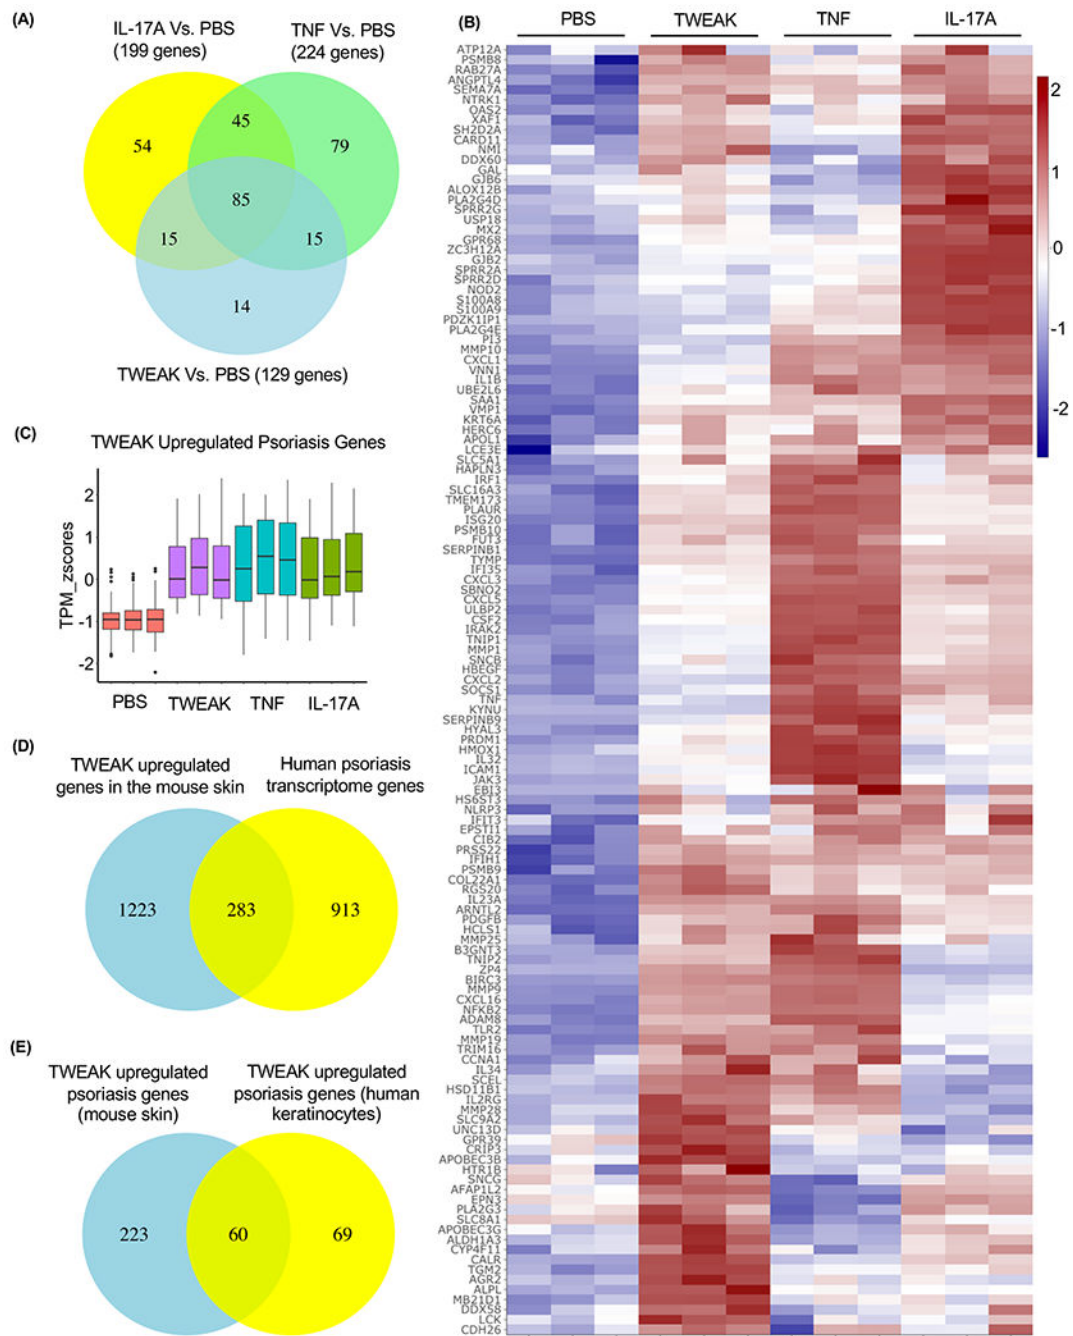 (A)
IL-17A Vs. PBS
(199 genes)
TNF Vs. PBS
(224 genes)
54
45
79
85
15
15
14
TWEAK Vs. PBS (129 genes)
(B)
PBS
TWEAK
TNF
IL-17A
ATP12A
PSMB8
RAB27A
ANGPTL4
SEMA7A
NTRK1
OAS2
XAF1
SH2D2A
CARD11
NMI
DDX60
GAL
GJB6
ALOX12B
PLA2G4D
SPRR2G
USP18
MX2
GPR68
ZC3H12A
GJB2
SPRR2A
SPRR2D
NOD2
S100A8
S100A9
PDZK1IP1
PLA2G4E
PI3
MMP10
CXCL1
VNN1
IL1B
UBE2L6
SAA1
VMP1
KRT6A
HERC6
APOL1
LCE3E
SLC5A1
HAPLN3
IRF1
SLC16A3
TMEM173
PLAUR
ISG20
PSMB10
FUT3
SERPINB1
TYMP
IFI35
CXCL3
SBNO2
CXCL5
ULBP2
CSF2
IRAK2
TNIP1
MMP1
SNCB
HBEGF
CXCL2
SOCS1
TNF
KYNU
SERPINB9
HYAL3
PRDM1
HMOX1
IL32
ICAM1
JAK3
EBI3
HS6ST3
NLRP3
IFIT3
EPSTI1
CIB2
PRSS22
IFIH1
PSMB9
COL22A1
RGS20
IL23A
ARNTL2
PDGFB
HCLS1
MMP25
B3GNT3
TNIP2
ZP4
BIRC3
MMP9
CXCL16
NFKB2
ADAM8
TLR2
MMP19
TRIM16
CCNA1
IL34
SCEL
HSD11B1
IL2RG
MMP28
SLC9A2
UNC13D
GPR39
CRIP3
APOBEC3B
HTR1B
SNCG
AFAP1L2
EPN3
PLA2G3
SLC8A1
APOBEC3G
ALDH1A3
CYP4F11
CALR
TGM2
AGR2
ALPL
MB21D1
DDX58
LCK
CDH26
2
1
0
-1
-2
(C)
TWEAK Upregulated Psoriasis Genes
TPM_zscores
2
1
0
-1
-2
PBS
TWEAK
TNF
IL-17A
(D)
TWEAK upregulated
genes in the mouse skin
Human psoriasis
transcriptome genes
1223
283
913
(E)
TWEAK upregulated
psoriasis genes
(mouse skin)
TWEAK upregulated
psoriasis genes (human
keratinocytes)
223
60
69